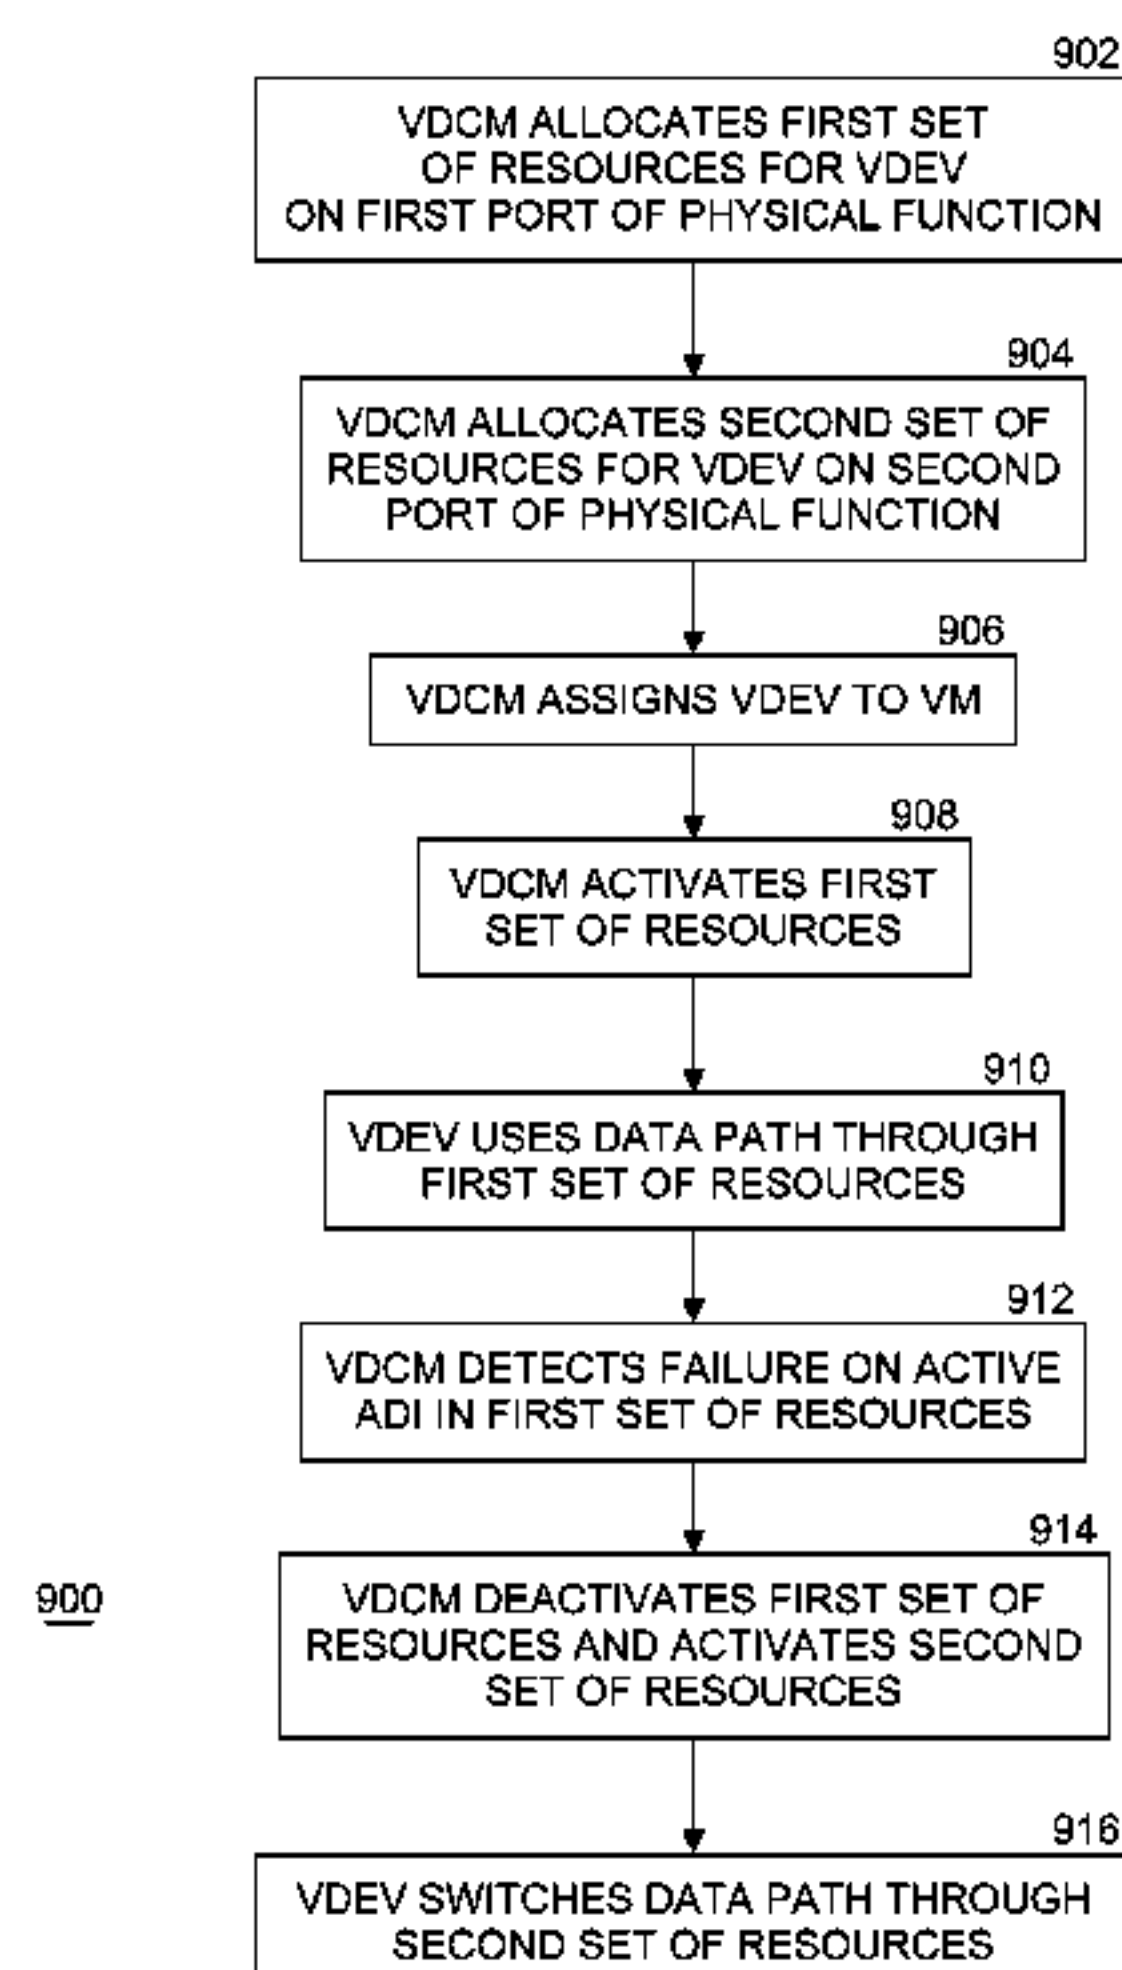 902
VDCM ALLOCATES FIRST SET
OF RESOURCES FOR VDEV
ON FIRST PORT OF PHYSICAL FUNCTION
904
VDCM ALLOCATES SECOND SET OF
RESOURCES FOR VDEV ON SECOND
PORT OF PHYSICAL FUNCTION
906
VDCM ASSIGNS VDEV TO VM
908
VDCM ACTIVATES FIRST
SET OF RESOURCES
910
VDEV USES DATA PATH THROUGH
FIRST SET OF RESOURCES
912
VDCM DETECTS FAILURE ON ACTIVE
ADI IN FIRST SET OF RESOURCES
914
900
VDCM DEACTIVATES FIRST SET OF
RESOURCES AND ACTIVATES SECOND
SET OF RESOURCES
916
VDEV SWITCHES DATA PATH THROUGH
SECOND SET OF RESOURCES